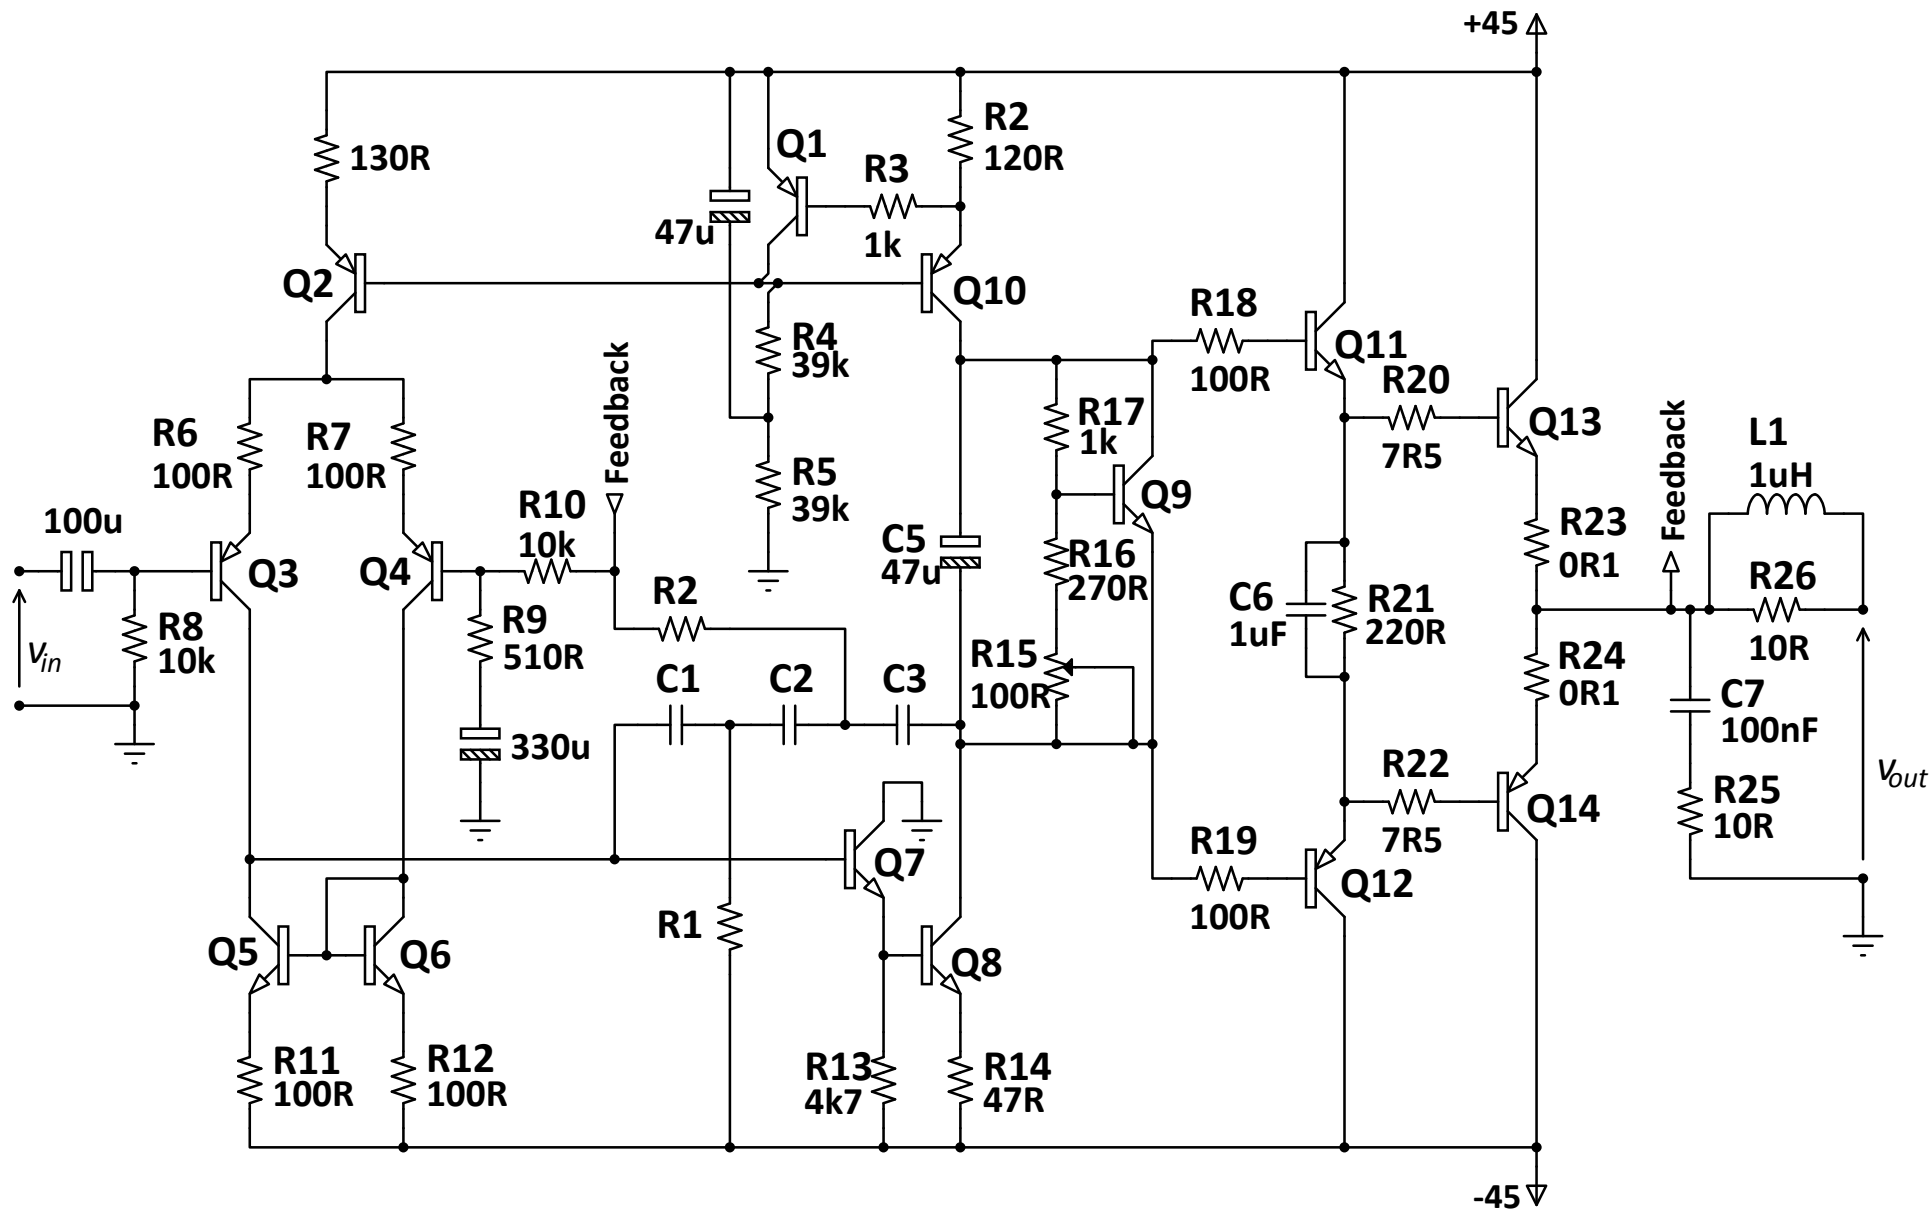 +45
130R
Q1
R2
120R
R3
1k
47u
Q2
Q10
R18
100R
R4
39k
Q11
R20
7R5
Q13
Feedback
Feedback
R6
100R
R7
100R
R17
1k
L1
1uH
R5
39k
Q9
100u
R10
10k
Q3
Q4
C5
47u
R16
270R
R23
0R1
R26
10R
vin
R8
10k
R9
510R
R2
C6
1uF
R21
220R
R15
100R
R24
0R1
C1
C2
C3
330u
C7
100nF
vout
R22
7R5
Q14
R25
10R
Q7
R19
100R
Q12
R1
Q5
Q6
Q8
R11
100R
R12
100R
R13
4k7
R14
47R
-45